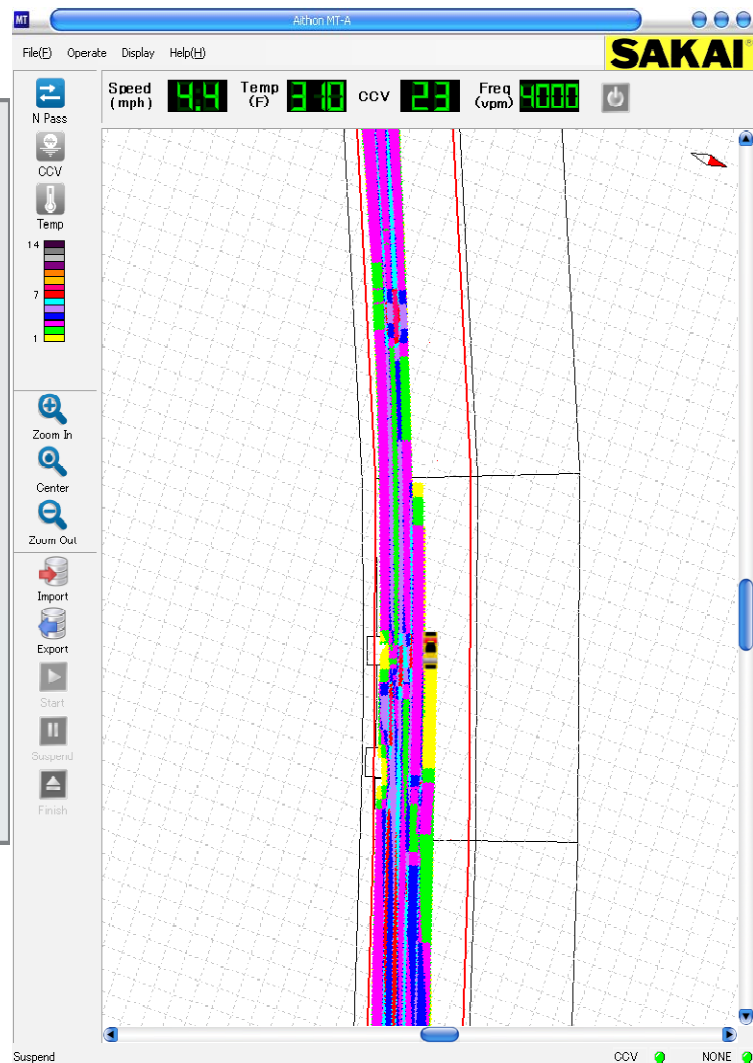 MT Aithon MT-A
File(F) Operate Display Help(H)
SAKAI®
Speed (mph) 4.4 Temp (F) 310 CCV 23 Freq (vpm) 4000
N Pass
CCV
Temp
14
7
1
Zoom In
Center
Zoom Out
Import
Export
Start
Suspend
Finish
Suspend CCV NONE